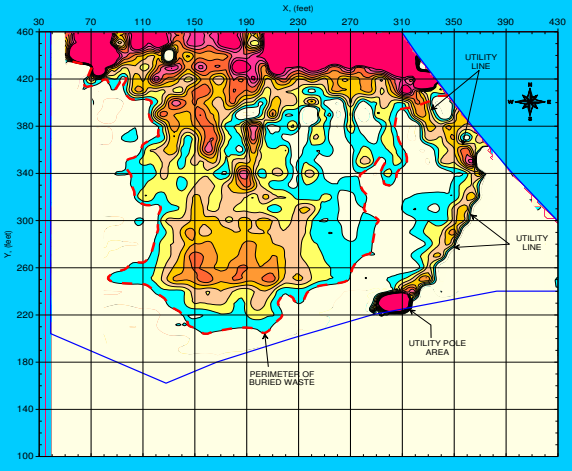 X, (feet)
30 70 110 150 190 230 270 310 350 390 430
460
420
380
340
300
260
220
180
140
100
Y, (feet)
UTILITY
LINE
N
W E
S
UTILITY
LINE
UTILITY POLE
AREA
PERIMETER OF
BURIED WASTE